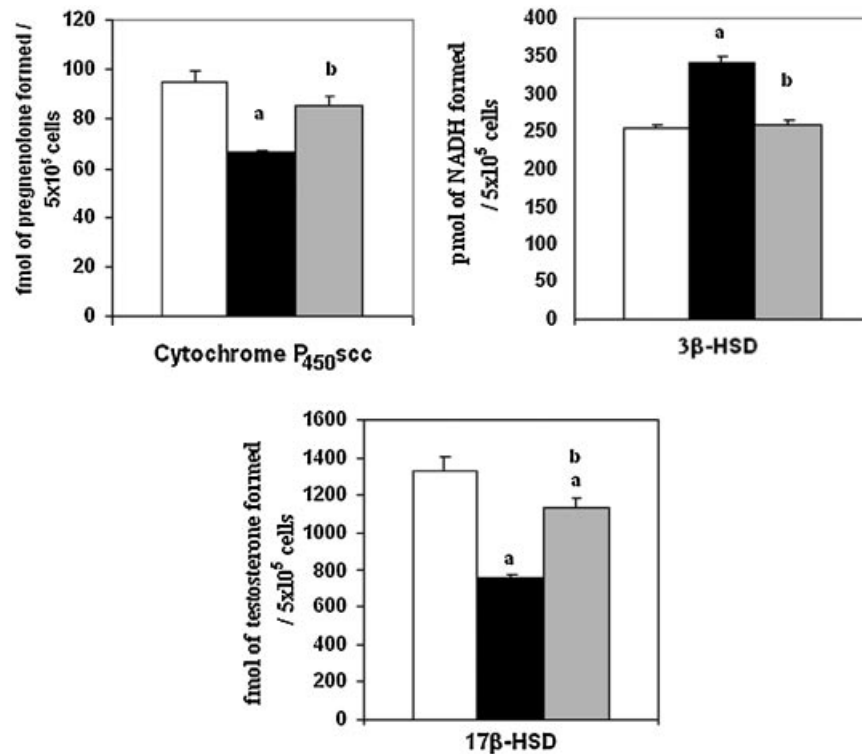 fmol of pregnenolone formed /
5x10⁵ cells
120
100
80
60
40
20
0
a
b
Cytochrome P₄₅₀scc
pmol of NADH formed
/ 5x10⁵ cells
400
350
300
250
200
150
100
50
0
a
b
3β-HSD
fmol of testosterone formed
/ 5x10⁵ cells
1600
1400
1200
1000
800
600
400
200
0
a
b
a
17β-HSD